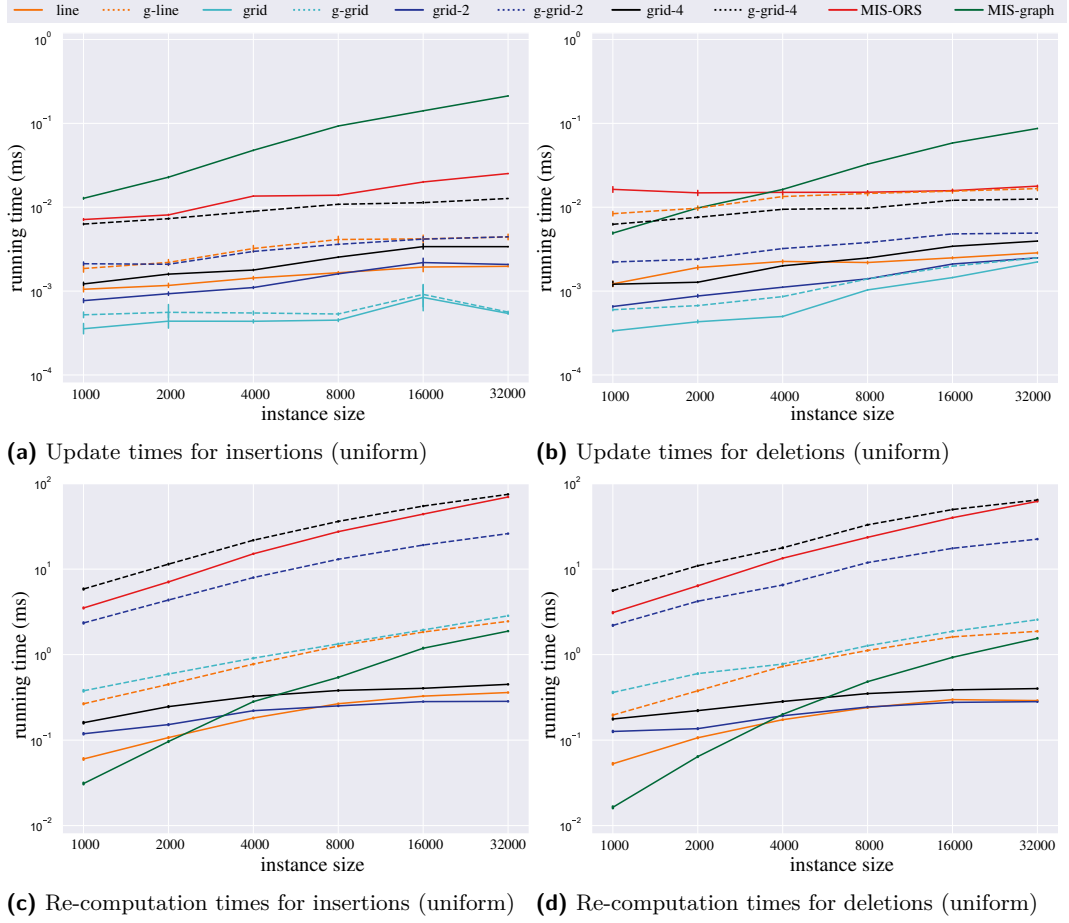 line g-line grid g-grid grid-2 g-grid-2 grid-4 g-grid-4 MIS-ORS MIS-graph
running time (ms)
10^0
10^-1
10^-2
10^-3
10^-4
1000 2000 4000 8000 16000 32000
instance size
(a) Update times for insertions (uniform)
running time (ms)
10^0
10^-1
10^-2
10^-3
10^-4
1000 2000 4000 8000 16000 32000
instance size
(b) Update times for deletions (uniform)
running time (ms)
10^2
10^1
10^0
10^-1
10^-2
1000 2000 4000 8000 16000 32000
instance size
(c) Re-computation times for insertions (uniform)
running time (ms)
10^2
10^1
10^0
10^-1
10^-2
1000 2000 4000 8000 16000 32000
instance size
(d) Re-computation times for deletions (uniform)